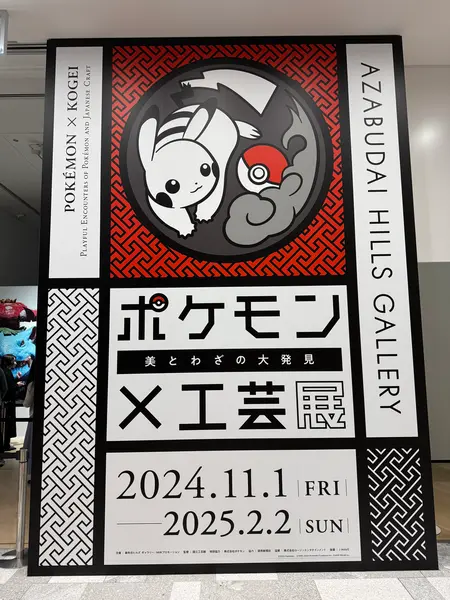 POKÉMON × KOGEI
PLAYFUL ENCOUNTERS OF POKÉMON AND JAPANESE CRAFT
AZABUDAI HILLS GALLERY
ポケモン
美とわざの大発見
×工芸展
2024.11.1 FRI
—2025.2.2 SUN